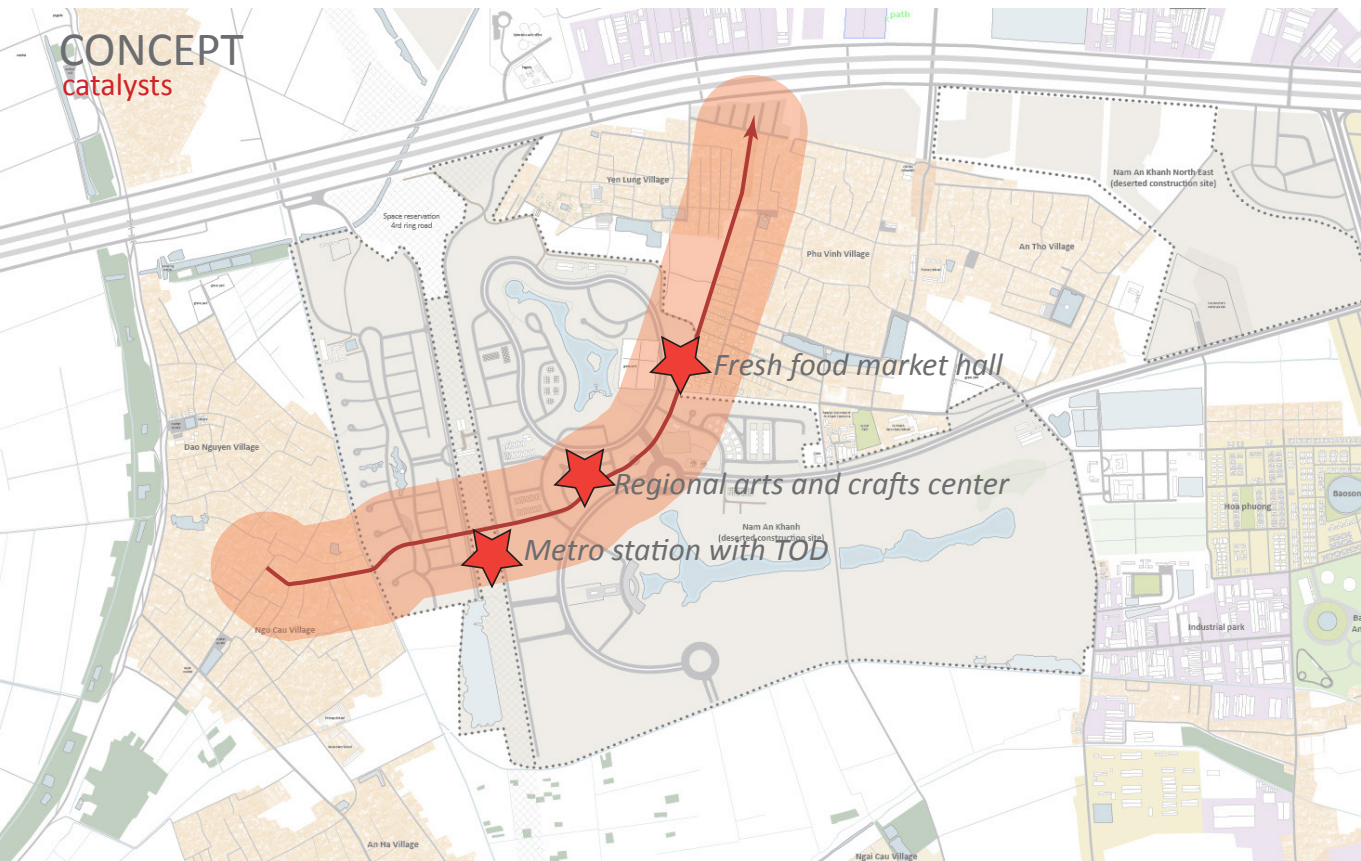 CONCEPT
catalysts
path
Yen Lung Village
Nam An Khanh North East
(deserted construction site)
Space reservation
4rd ring road
An Tho Village
Phu Vinh Village
Fresh food market hall
Dao Nguyen Village
Regional arts and crafts center
Baoson
Hoa phuong
Nam An Khanh
(deserted construction site)
Metro station with TOD
Ngu Cau Village
Industrial park
An Ha Village
Ngai Cau Village